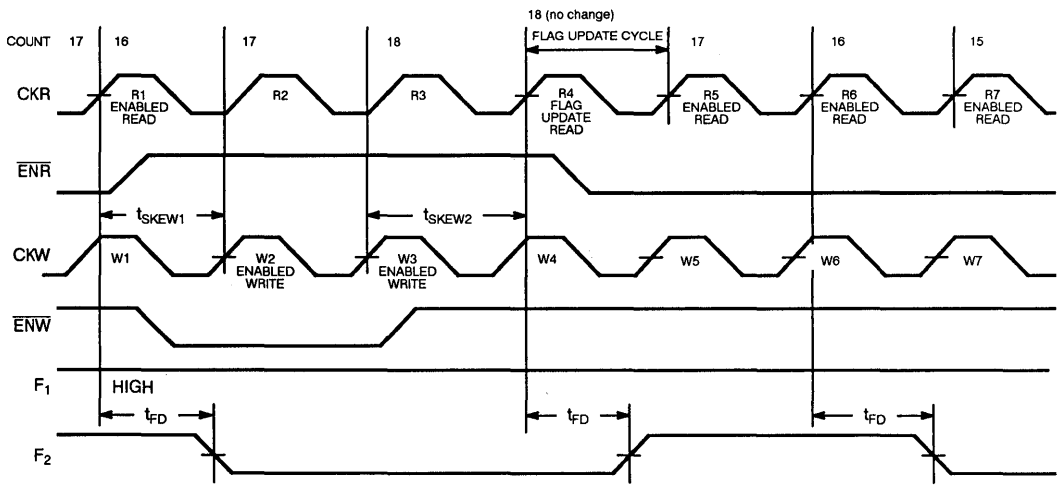 18 (no change)
COUNT 17 16 17 18 FLAG UPDATE CYCLE 17 16 15
CKR
R1 ENABLED READ
R2
R3
R4 FLAG UPDATE READ
R5 ENABLED READ
R6 ENABLED READ
R7 ENABLED READ
ENR
tSKEW1 tSKEW2
CKW
W1
W2 ENABLED WRITE
W3 ENABLED WRITE
W4
W5
W6
W7
ENW
F1 HIGH
tFD tFD tFD
F2